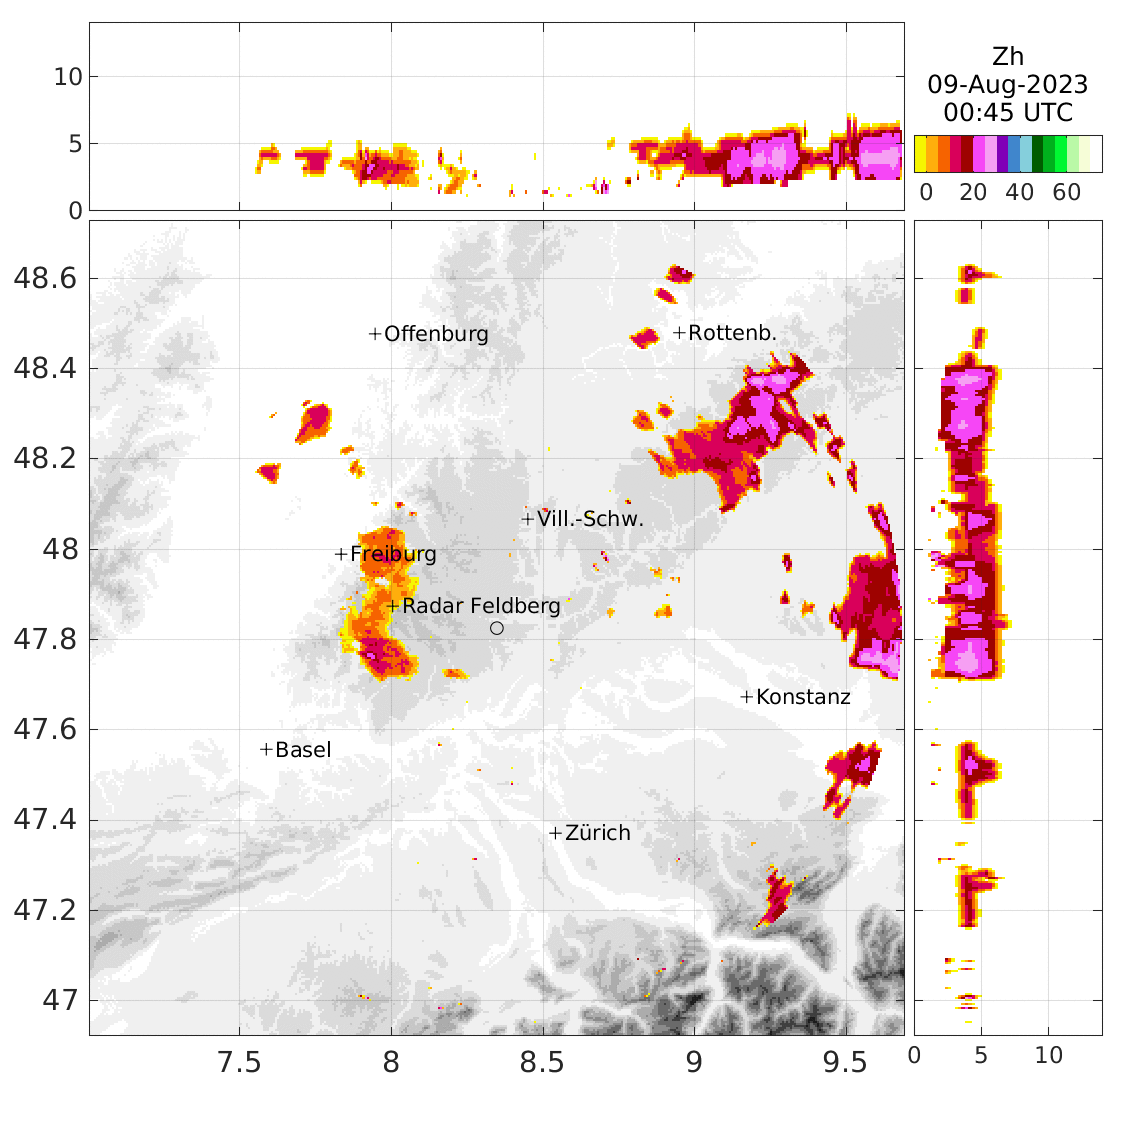 10
5
0
Zh
09-Aug-2023
00:45 UTC
0 20 40 60
48.6
48.4
48.2
48
47.8
47.6
47.4
47.2
47
+Offenburg
+Rottenb.
+Vill.-Schw.
+Freiburg
+Radar Feldberg
+Konstanz
+Basel
+Zürich
7.5 8 8.5 9 9.5
0 5 10